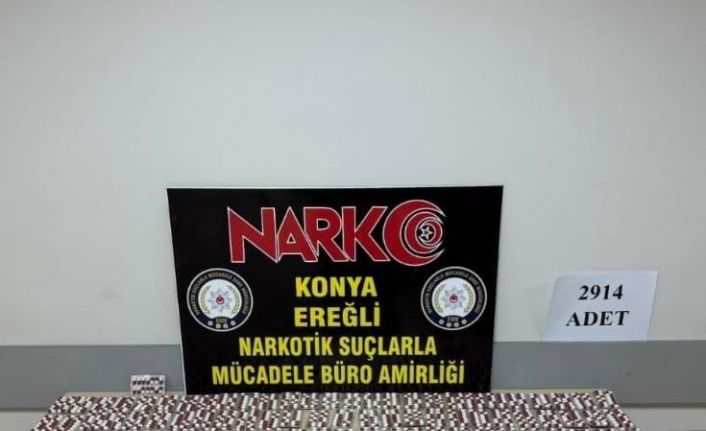 NARKO
KONYA
EREĞLİ
NARKOTİK SUÇLARLA
MÜCADELE BÜRO AMİRLİĞİ
2914
ADET